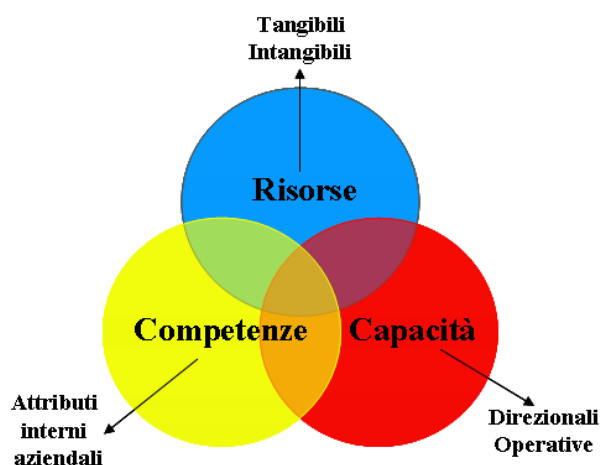 Tangibili
Intangibili
Risorse
Competenze
Capacità
Attributi
interni
aziendali
Direzionali
Operative